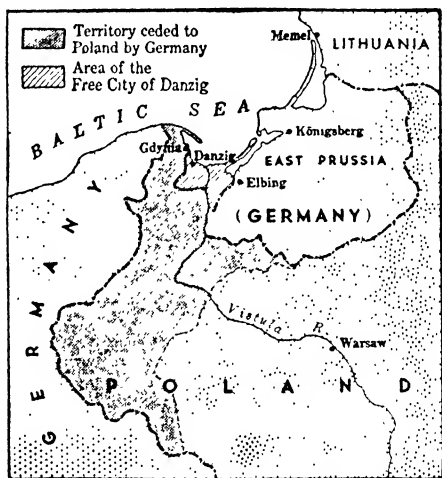 Territory ceded to
Poland by Germany
Area of the
Free City of Danzig
Memel
LITHUANIA
BALTIC SEA
Königsberg
Gdynia
Danzig
EAST PRUSSIA
Elbing
(GERMANY)
GERMANY
Vistula R
Warsaw
POLAND